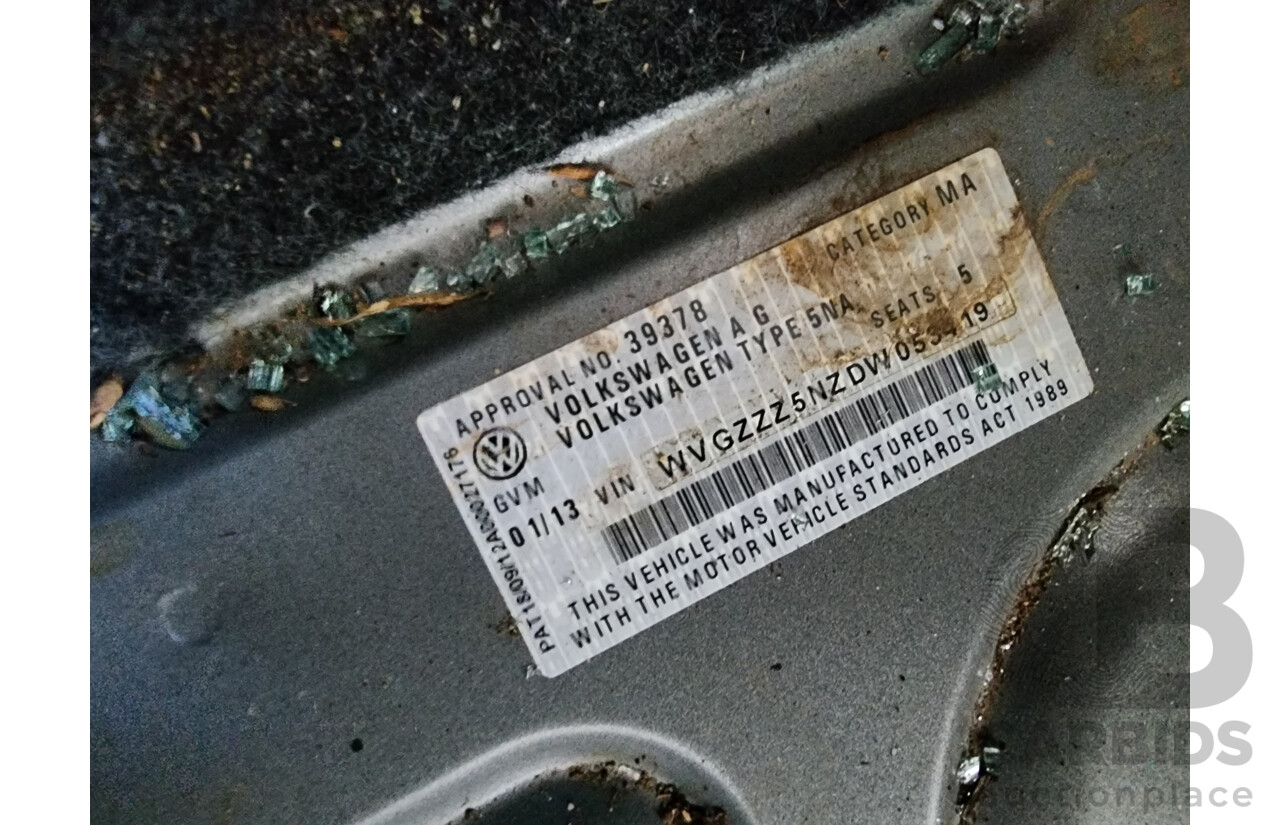 APPROVAL NO. 39378 CATEGORY MA
VOLKSWAGEN A G
VOLKSWAGEN TYPE 5NA SEATS 5
GVM
01/13 VIN
THIS VEHICLE WAS MANUFACTURED TO COMPLY
WITH THE MOTOR VEHICLE STANDARDS ACT 1989